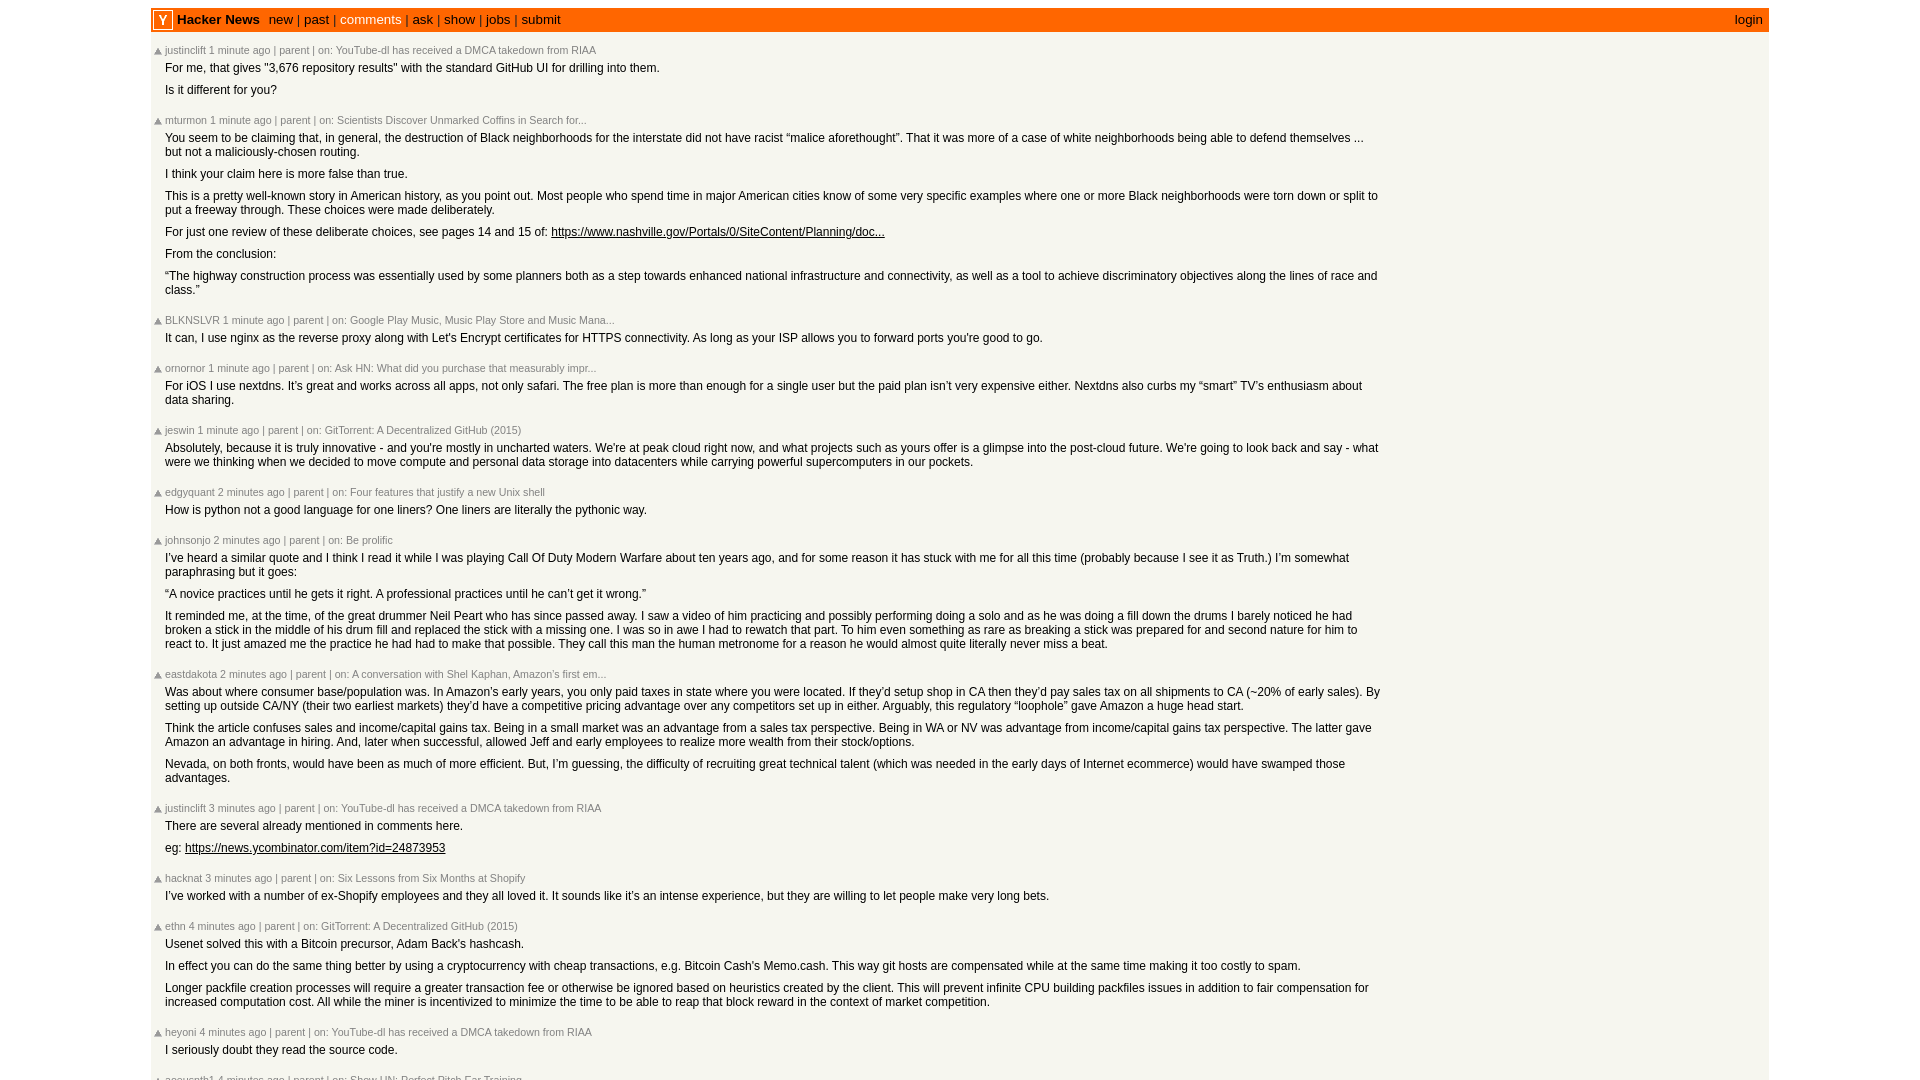 Y Hacker News new | past | comments | ask | show | jobs | submit login
justinclift 1 minute ago | parent | on: YouTube-dl has received a DMCA takedown from RIAA
For me, that gives "3,676 repository results" with the standard GitHub UI for drilling into them.
Is it different for you?
mturmon 1 minute ago | parent | on: Scientists Discover Unmarked Coffins in Search for...
You seem to be claiming that, in general, the destruction of Black neighborhoods for the interstate did not have racist “malice aforethought”. That it was more of a case of white neighborhoods being able to defend themselves ...
but not a maliciously-chosen routing.
I think your claim here is more false than true.
This is a pretty well-known story in American history, as you point out. Most people who spend time in major American cities know of some very specific examples where one or more Black neighborhoods were torn down or split to
put a freeway through. These choices were made deliberately.
For just one review of these deliberate choices, see pages 14 and 15 of: https://www.nashville.gov/Portals/0/SiteContent/Planning/doc...
From the conclusion:
“The highway construction process was essentially used by some planners both as a step towards enhanced national infrastructure and connectivity, as well as a tool to achieve discriminatory objectives along the lines of race and
class.”
BLKNSLVR 1 minute ago | parent | on: Google Play Music, Music Play Store and Music Mana...
It can, I use nginx as the reverse proxy along with Let's Encrypt certificates for HTTPS connectivity. As long as your ISP allows you to forward ports you're good to go.
ornornor 1 minute ago | parent | on: Ask HN: What did you purchase that measurably impr...
For iOS I use nextdns. It’s great and works across all apps, not only safari. The free plan is more than enough for a single user but the paid plan isn’t very expensive either. Nextdns also curbs my “smart” TV’s enthusiasm about
data sharing.
jeswin 1 minute ago | parent | on: GitTorrent: A Decentralized GitHub (2015)
Absolutely, because it is truly innovative - and you're mostly in uncharted waters. We're at peak cloud right now, and what projects such as yours offer is a glimpse into the post-cloud future. We're going to look back and say - what
were we thinking when we decided to move compute and personal data storage into datacenters while carrying powerful supercomputers in our pockets.
edgyquant 2 minutes ago | parent | on: Four features that justify a new Unix shell
How is python not a good language for one liners? One liners are literally the pythonic way.
johnsonjo 2 minutes ago | parent | on: Be prolific
I’ve heard a similar quote and I think I read it while I was playing Call Of Duty Modern Warfare about ten years ago, and for some reason it has stuck with me for all this time (probably because I see it as Truth.) I’m somewhat
paraphrasing but it goes:
“A novice practices until he gets it right. A professional practices until he can’t get it wrong.”
It reminded me, at the time, of the great drummer Neil Peart who has since passed away. I saw a video of him practicing and possibly performing doing a solo and as he was doing a fill down the drums I barely noticed he had
broken a stick in the middle of his drum fill and replaced the stick with a missing one. I was so in awe I had to rewatch that part. To him even something as rare as breaking a stick was prepared for and second nature for him to
react to. It just amazed me the practice he had had to make that possible. They call this man the human metronome for a reason he would almost quite literally never miss a beat.
eastdakota 2 minutes ago | parent | on: A conversation with Shel Kaphan, Amazon’s first em...
Was about where consumer base/population was. In Amazon’s early years, you only paid taxes in state where you were located. If they’d setup shop in CA then they’d pay sales tax on all shipments to CA (~20% of early sales). By
setting up outside CA/NY (their two earliest markets) they’d have a competitive pricing advantage over any competitors set up in either. Arguably, this regulatory “loophole” gave Amazon a huge head start.
Think the article confuses sales and income/capital gains tax. Being in a small market was an advantage from a sales tax perspective. Being in WA or NV was advantage from income/capital gains tax perspective. The latter gave
Amazon an advantage in hiring. And, later when successful, allowed Jeff and early employees to realize more wealth from their stock/options.
Nevada, on both fronts, would have been as much of more efficient. But, I’m guessing, the difficulty of recruiting great technical talent (which was needed in the early days of Internet ecommerce) would have swamped those
advantages.
justinclift 3 minutes ago | parent | on: YouTube-dl has received a DMCA takedown from RIAA
There are several already mentioned in comments here.
eg: https://news.ycombinator.com/item?id=24873953
hacknat 3 minutes ago | parent | on: Six Lessons from Six Months at Shopify
I’ve worked with a number of ex-Shopify employees and they all loved it. It sounds like it’s an intense experience, but they are willing to let people make very long bets.
ethn 4 minutes ago | parent | on: GitTorrent: A Decentralized GitHub (2015)
Usenet solved this with a Bitcoin precursor, Adam Back's hashcash.
In effect you can do the same thing better by using a cryptocurrency with cheap transactions, e.g. Bitcoin Cash's Memo.cash. This way git hosts are compensated while at the same time making it too costly to spam.
Longer packfile creation processes will require a greater transaction fee or otherwise be ignored based on heuristics created by the client. This will prevent infinite CPU building packfiles issues in addition to fair compensation for
increased computation cost. All while the miner is incentivized to minimize the time to be able to reap that block reward in the context of market competition.
heyoni 4 minutes ago | parent | on: YouTube-dl has received a DMCA takedown from RIAA
I seriously doubt they read the source code.
4 minutes ago | parent | on: Show HN: Perfect Pitch Ear Training